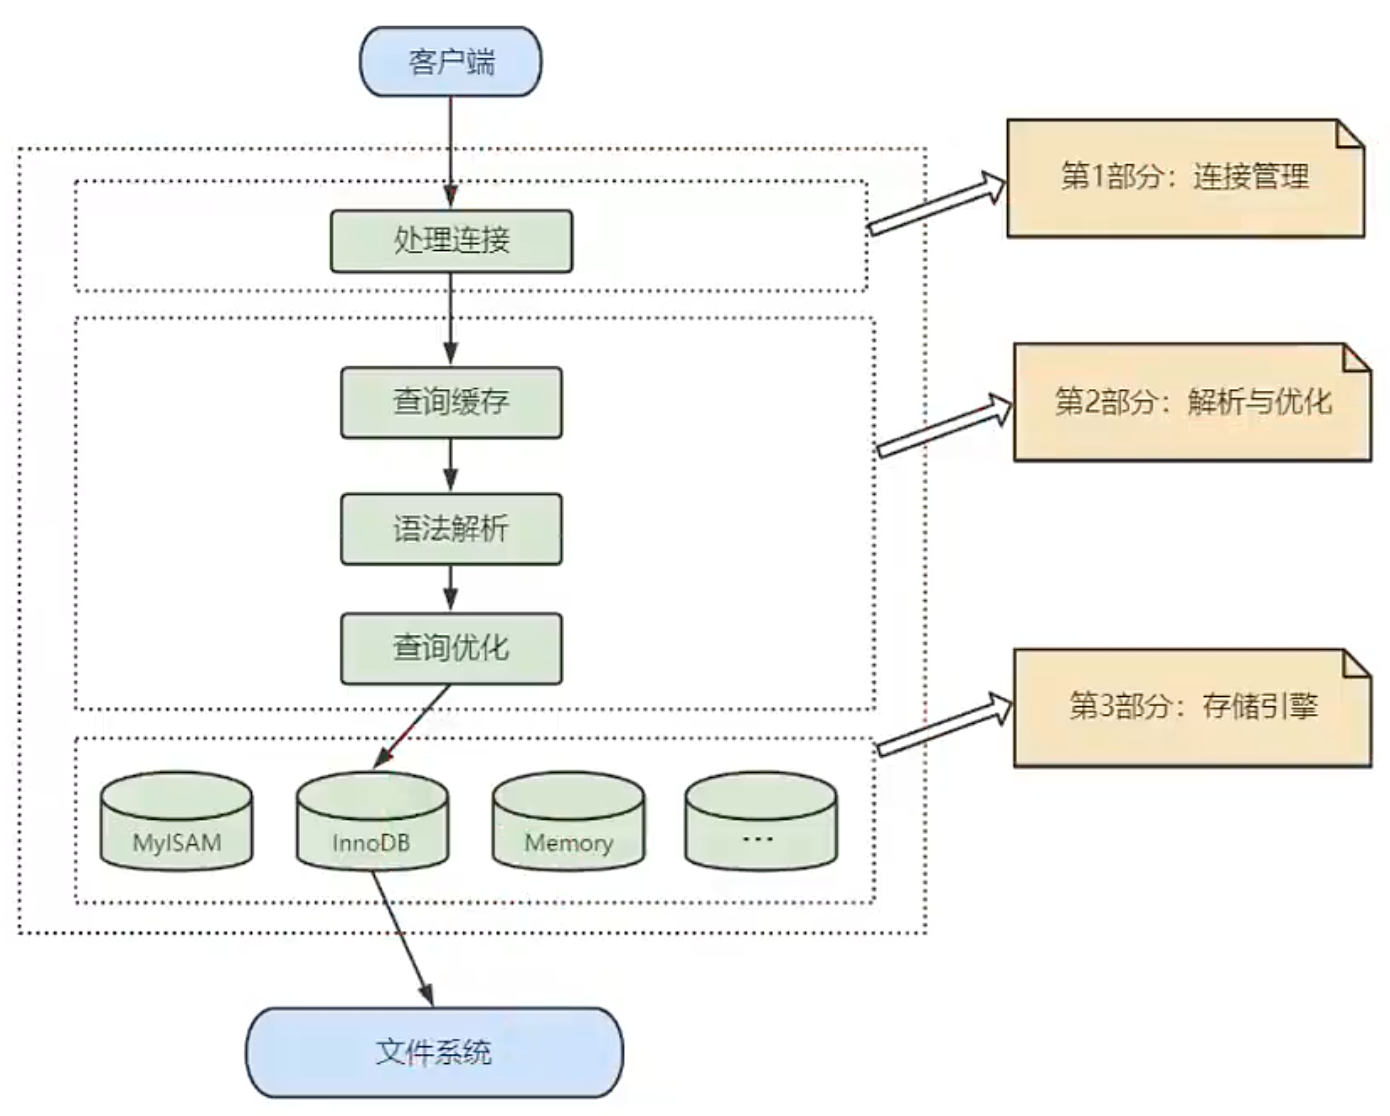 客户端
处理连接
第1部分：连接管理
查询缓存
语法解析
查询优化
第2部分：解析与优化
MyISAM
InnoDB
Memory
...
第3部分：存储引擎
文件系统